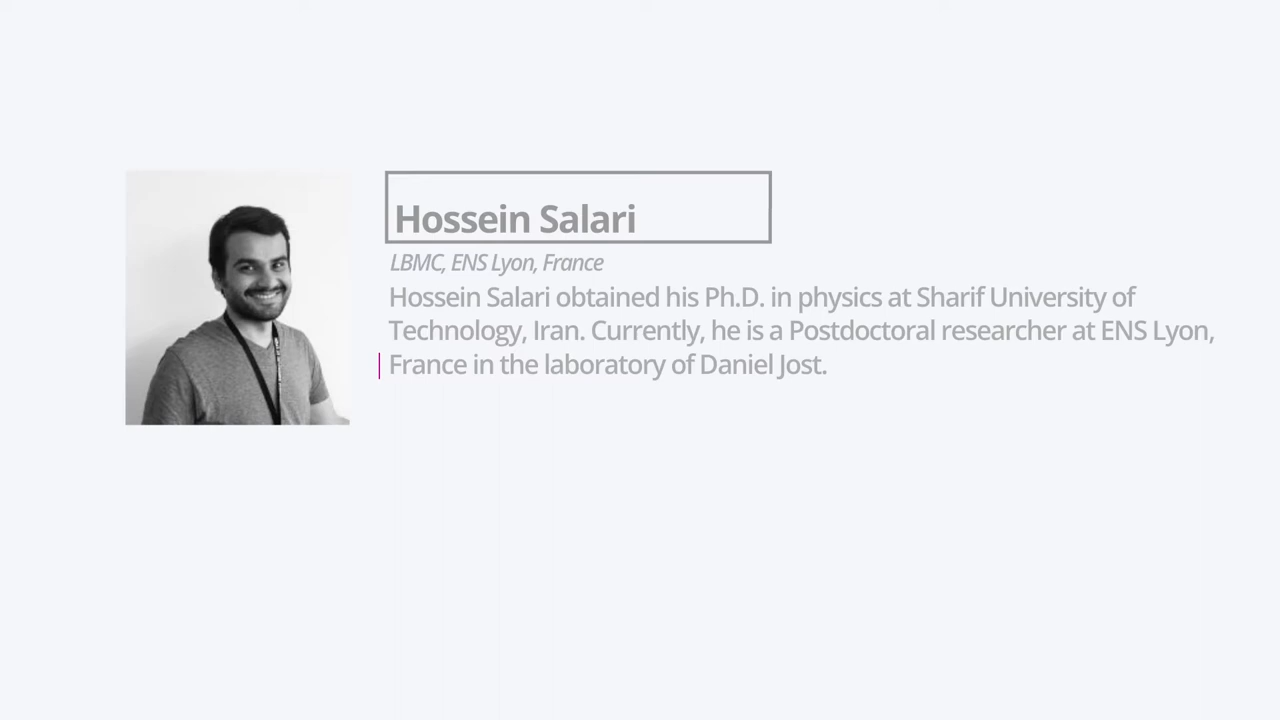 Hossein Salari
LBMC, ENS Lyon, France
Hossein Salari obtained his Ph.D. in physics at Sharif University of
Technology, Iran. Currently, he is a Postdoctoral researcher at ENS Lyon,
France in the laboratory of Daniel Jost.